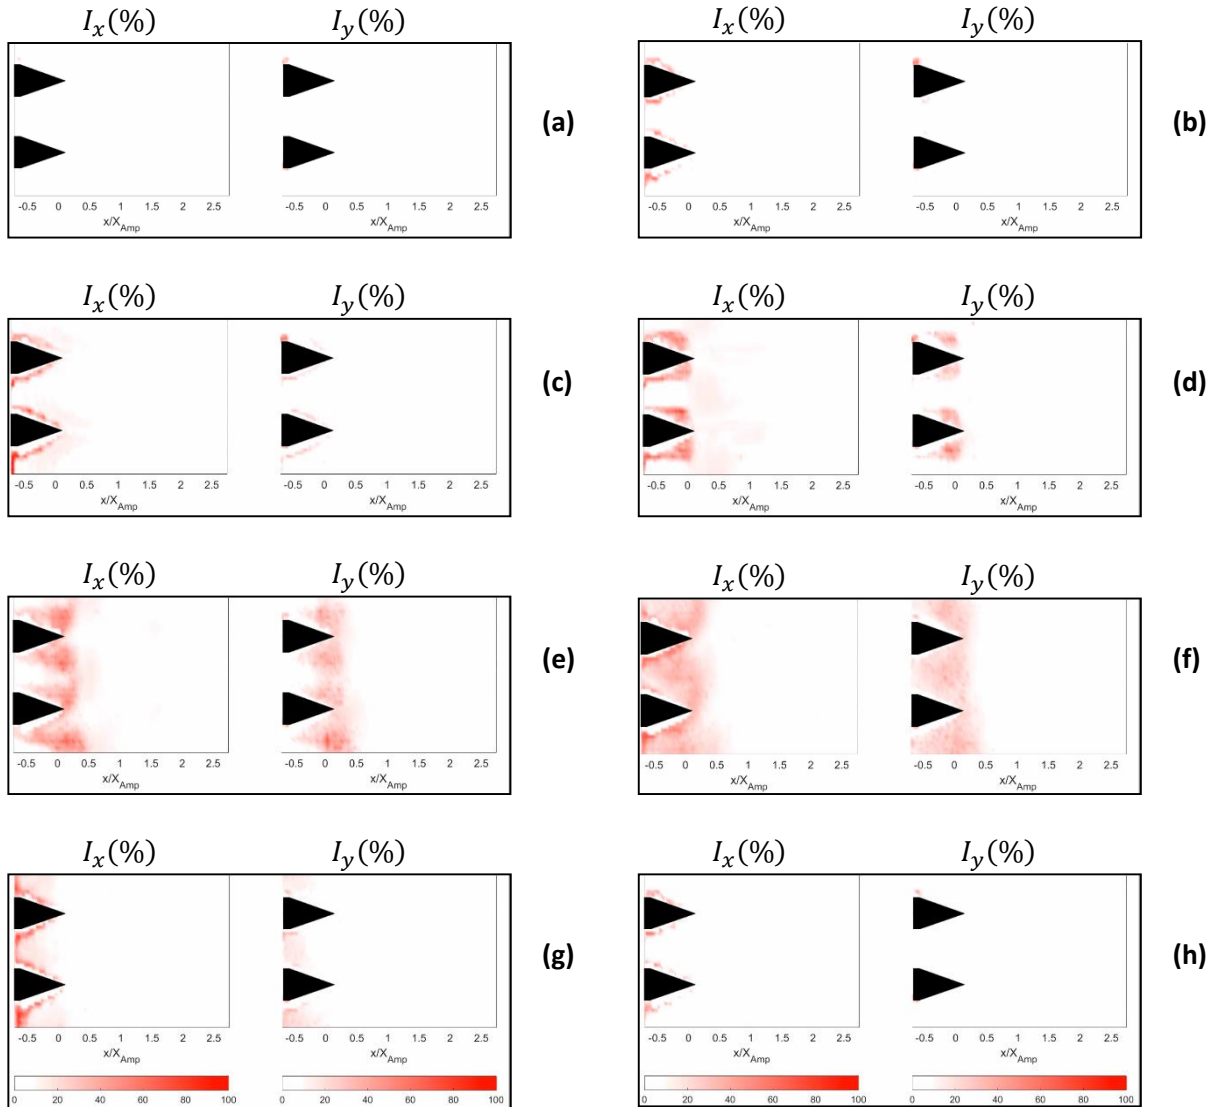 I_x(%) I_y(%) I_x(%) I_y(%)
(a) (b)
-0.5 0 0.5 1 1.5 2 2.5 -0.5 0 0.5 1 1.5 2 2.5 -0.5 0 0.5 1 1.5 2 2.5 -0.5 0 0.5 1 1.5 2 2.5
x/X_Amp x/X_Amp x/X_Amp x/X_Amp
I_x(%) I_y(%) I_x(%) I_y(%)
(c) (d)
-0.5 0 0.5 1 1.5 2 2.5 -0.5 0 0.5 1 1.5 2 2.5 -0.5 0 0.5 1 1.5 2 2.5 -0.5 0 0.5 1 1.5 2 2.5
x/X_Amp x/X_Amp x/X_Amp x/X_Amp
I_x(%) I_y(%) I_x(%) I_y(%)
(e) (f)
-0.5 0 0.5 1 1.5 2 2.5 -0.5 0 0.5 1 1.5 2 2.5 -0.5 0 0.5 1 1.5 2 2.5 -0.5 0 0.5 1 1.5 2 2.5
x/X_Amp x/X_Amp x/X_Amp x/X_Amp
I_x(%) I_y(%) I_x(%) I_y(%)
(g) (h)
-0.5 0 0.5 1 1.5 2 2.5 -0.5 0 0.5 1 1.5 2 2.5 -0.5 0 0.5 1 1.5 2 2.5 -0.5 0 0.5 1 1.5 2 2.5
x/X_Amp x/X_Amp x/X_Amp x/X_Amp
0 20 40 60 80 100 0 20 40 60 80 100 0 20 40 60 80 100 0 20 40 60 80 100